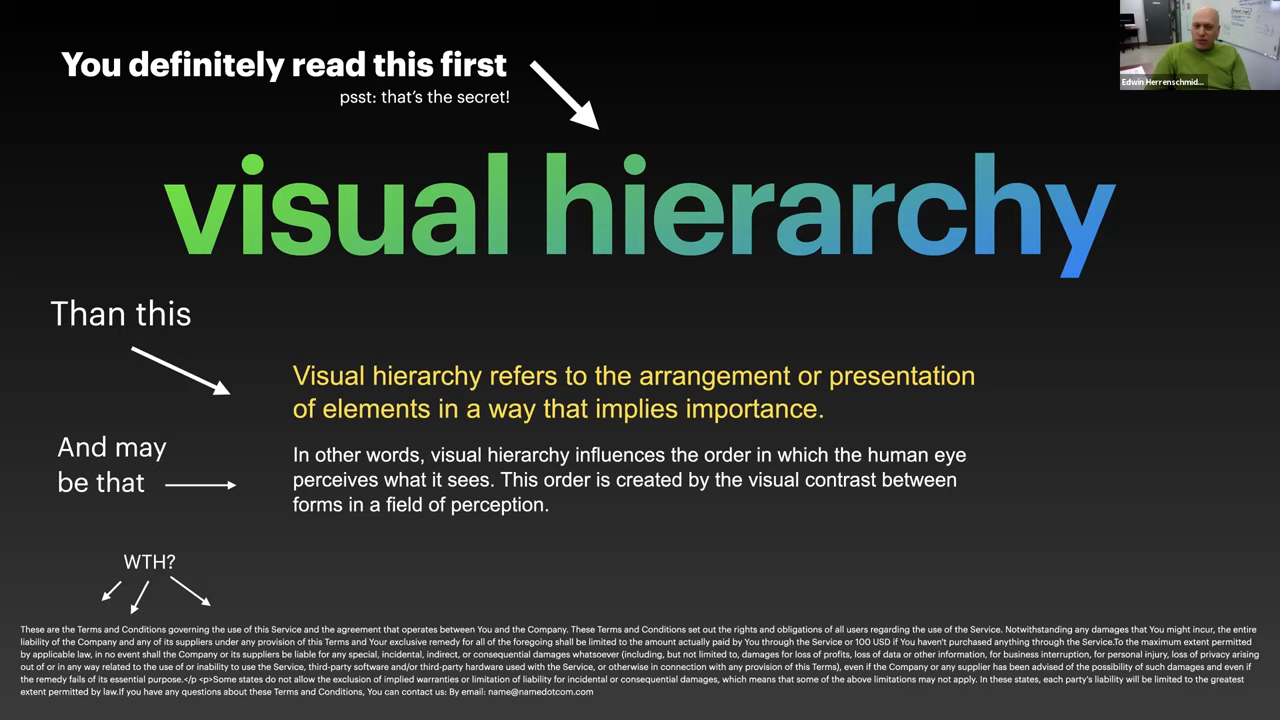 You definitely read this first
psst: that's the secret!
visual hierarchy
Than this
Visual hierarchy refers to the arrangement or presentation
of elements in a way that implies importance.
And may
be that
In other words, visual hierarchy influences the order in which the human eye
perceives what it sees. This order is created by the visual contrast between
forms in a field of perception.
WTH?
These are the Terms and Conditions governing the use of this Service and the agreement that operates between You and the Company. These Terms and Conditions set out the rights and obligations of all users regarding the use of the Service. Notwithstanding any damages that You might incur, the entire
liability of the Company and any of its suppliers under any provision of this Terms and Your exclusive remedy for all of the foregoing shall be limited to the amount actually paid by You through the Service or 100 USD if You haven't purchased anything through the Service.To the maximum extent permitted
by applicable law, in no event shall the Company or its suppliers be liable for any special, incidental, indirect, or consequential damages whatsoever (including, but not limited to, damages for loss of profits, loss of data or other information, for business interruption, for personal injury, loss of privacy arising
out of or in any way related to the use of or inability to use the Service, third-party software and/or third-party hardware used with the Service, or otherwise in connection with any provision of this Terms), even if the Company or any supplier has been advised of the possibility of such damages and even if
the remedy fails of its essential purpose.</p <p>Some states do not allow the exclusion of implied warranties or limitation of liability for incidental or consequential damages, which means that some of the above limitations may not apply. In these states, each party's liability will be limited to the greatest
extent permitted by law.If you have any questions about these Terms and Conditions, You can contact us: By email: name@namedotcom.com
Edwin Herrenschmid...